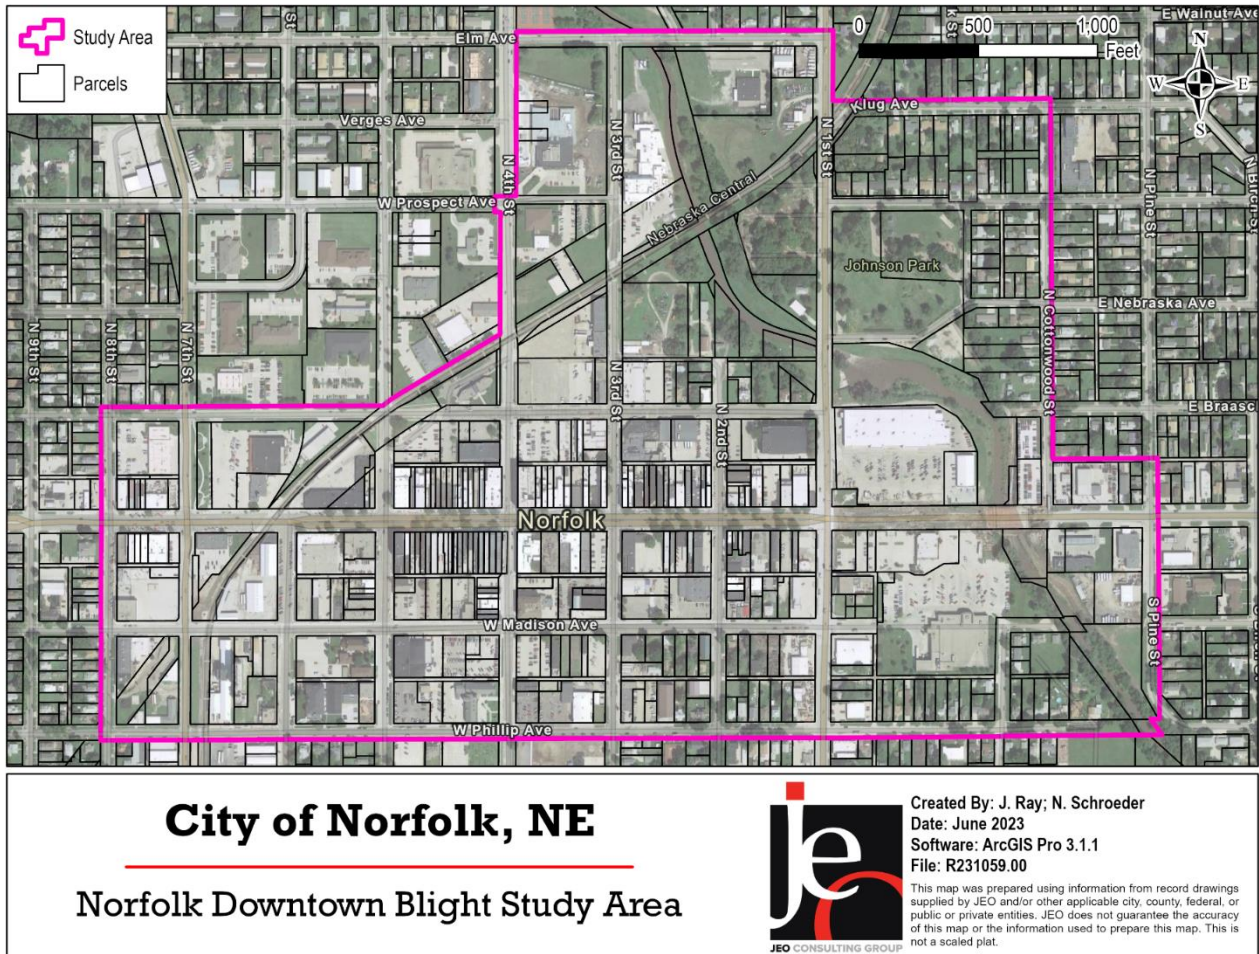 Study Area
Parcels
St
Elm Ave
K St
E Walnut Ave
0 500 1,000
Feet
N
W E
S
Verges Ave
Klug Ave
N 4th St
N 3rd St
N 1st St
N Pine St
N Birch St
W Prospect Ave
Nebraska Central
Johnson Park
E Nebraska Ave
N 9th St
N 8th St
N 7th St
N Cottonwood St
N 3rd St
N 2nd St
E Braasc
Norfolk
W Madison Ave
S Pine St
W Phillip Ave
City of Norfolk, NE
Norfolk Downtown Blight Study Area
jeo
JEO CONSULTING GROUP
Created By: J. Ray; N. Schroeder
Date: June 2023
Software: ArcGIS Pro 3.1.1
File: R231059.00
This map was prepared using information from record drawings
supplied by JEO and/or other applicable city, county, federal, or
public or private entities. JEO does not guarantee the accuracy
of this map or the information used to prepare this map. This is
not a scaled plat.